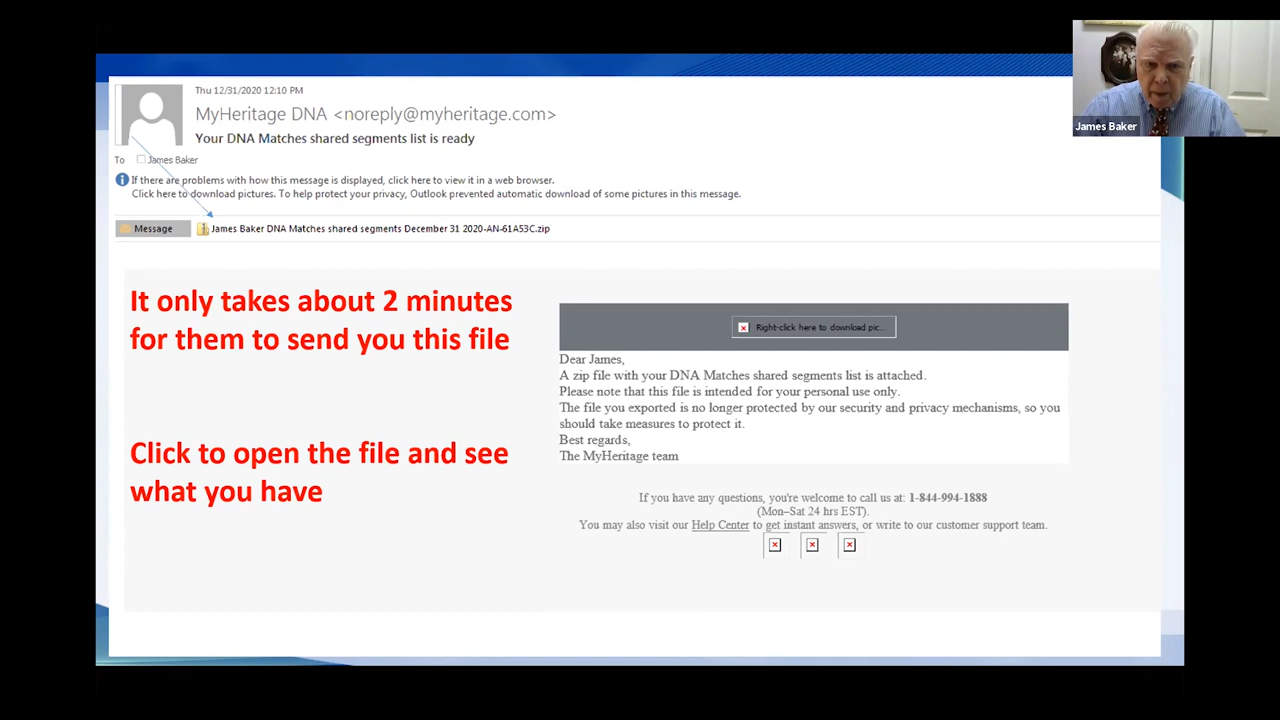 Thu 12/31/2020 12:10 PM
MyHeritage DNA <noreply@myheritage.com>
Your DNA Matches shared segments list is ready
To James Baker
If there are problems with how this message is displayed, click here to view it in a web browser.
Click here to download pictures. To help protect your privacy, Outlook prevented automatic download of some pictures in this message.
Message James Baker DNA Matches shared segments December 31 2020-AN-61A53C.zip
It only takes about 2 minutes
for them to send you this file
Click to open the file and see
what you have
Right-click here to download pic...
Dear James,
A zip file with your DNA Matches shared segments list is attached.
Please note that this file is intended for your personal use only.
The file you exported is no longer protected by our security and privacy mechanisms, so you
should take measures to protect it.
Best regards,
The MyHeritage team
If you have any questions, you're welcome to call us at: 1-844-994-1888
(Mon–Sat 24 hrs EST).
You may also visit our Help Center to get instant answers, or write to our customer support team.
James Baker